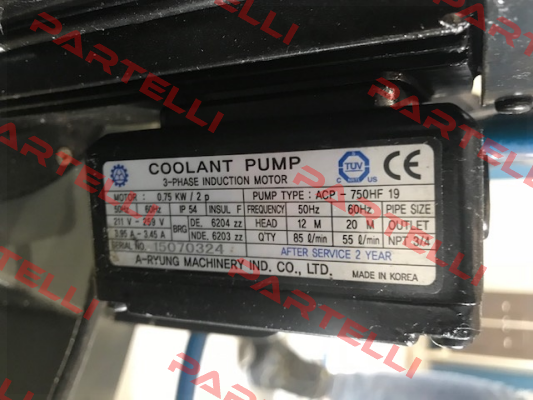 PARTELLI
COOLANT PUMP
3-PHASE INDUCTION MOTOR
TUV
C US
CE
MOTOR : 0.75 KW / 2 p PUMP TYPE : ACP - 750HF 19
50Hz 60Hz IP 54 INSUL F FREQUENCY 50Hz 60Hz PIPE SIZE
211 V - 259 V BRG DE. 6204 zz HEAD 12 M 20 M OUTLET
3.95 A - 3.45 A NDE. 6203 zz Q'TY 85 ℓ/min 55 ℓ/min NPT 3/4
SERIAL NO. 15070324 AFTER SERVICE 2 YEAR
A-RYUNG MACHINERY IND. CO., LTD. MADE IN KOREA
PARTELLI
PARTELLI
PARTELLI
PARTELLI